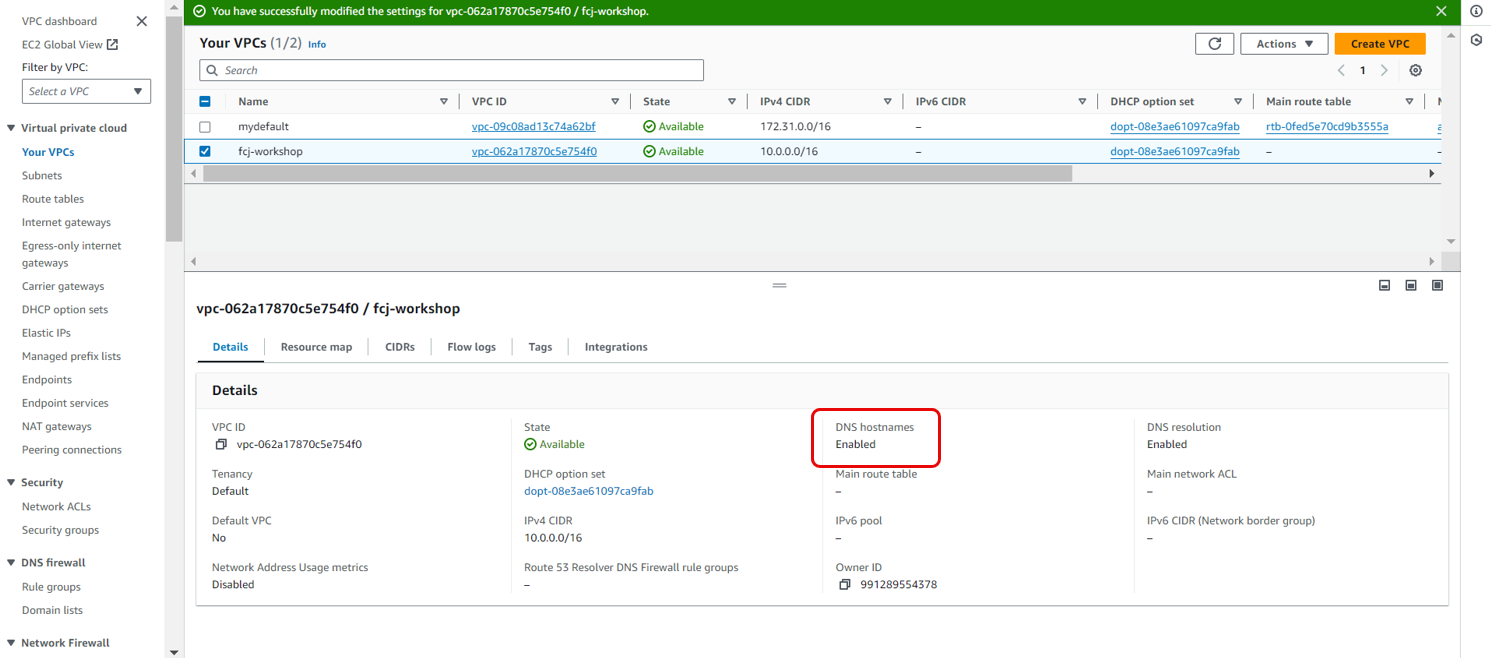 You have successfully modified the settings for vpc-062a17870c5e754f0 / fcj-workshop.
VPC dashboard
EC2 Global View
Filter by VPC:
Select a VPC
Virtual private cloud
Your VPCs
Subnets
Route tables
Internet gateways
Egress-only internet
gateways
Carrier gateways
DHCP option sets
Elastic IPs
Managed prefix lists
Endpoints
Endpoint services
NAT gateways
Peering connections
Security
Network ACLs
Security groups
DNS firewall
Rule groups
Domain lists
Network Firewall
Your VPCs (1/2) Info
Actions
Create VPC
Search
1
Name VPC ID State IPv4 CIDR IPv6 CIDR DHCP option set Main route table
mydefault vpc-09c08ad13c74a62bf Available 172.31.0.0/16 – dopt-08e3ae61097ca9fab rtb-0fed5e70cd9b3555a
fcj-workshop vpc-062a17870c5e754f0 Available 10.0.0.0/16 – dopt-08e3ae61097ca9fab –
vpc-062a17870c5e754f0 / fcj-workshop
Details Resource map CIDRs Flow logs Tags Integrations
Details
VPC ID State DNS hostnames DNS resolution
vpc-062a17870c5e754f0 Available Enabled Enabled
Tenancy DHCP option set Main route table Main network ACL
Default dopt-08e3ae61097ca9fab – –
Default VPC IPv4 CIDR IPv6 pool IPv6 CIDR (Network border group)
No 10.0.0.0/16 – –
Network Address Usage metrics Route 53 Resolver DNS Firewall rule groups Owner ID
Disabled – 991289554378